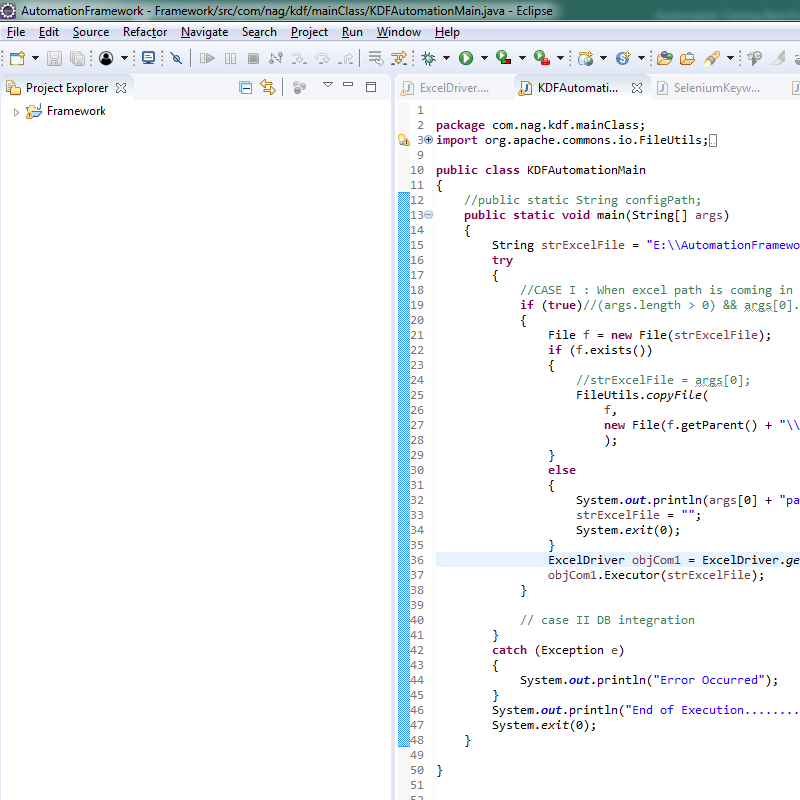 AutomationFramework - Framework/src/com/nag/kdf/mainClass/KDFAutomationMain.java - Eclipse
File Edit Source Refactor Navigate Search Project Run Window Help
Project Explorer
ExcelDriver.... KDFAutomati... SeleniumKeyw...
Framework
1
2 package com.nag.kdf.mainClass;
3 import org.apache.commons.io.FileUtils;
9
10 public class KDFAutomationMain
11 {
12 //public static String configPath;
13 public static void main(String[] args)
14 {
15 String strExcelFile = "E:\\AutomationFramewo
16 try
17 {
18 //CASE I : When excel path is coming in
19 if (true)//(args.length > 0) && args[0].
20 {
21 File f = new File(strExcelFile);
22 if (f.exists())
23 {
24 //strExcelFile = args[0];
25 FileUtils.copyFile(
26 f,
27 new File(f.getParent() + "\\
28 );
29 }
30 else
31 {
32 System.out.println(args[0] + "pa
33 strExcelFile = "";
34 System.exit(0);
35 }
36 ExcelDriver objCom1 = ExcelDriver.ge
37 objCom1.Executor(strExcelFile);
38 }
39
40 // case II DB integration
41 }
42 catch (Exception e)
43 {
44 System.out.println("Error Occurred");
45 }
46 System.out.println("End of Execution........
47 System.exit(0);
48 }
49
50 }
51